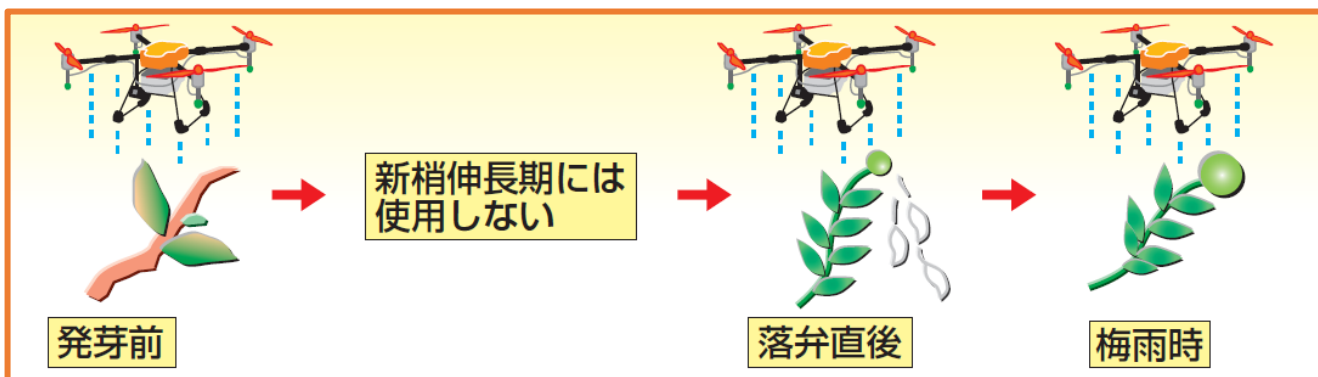 新梢伸長期には
使用しない
発芽前
落弁直後
梅雨時